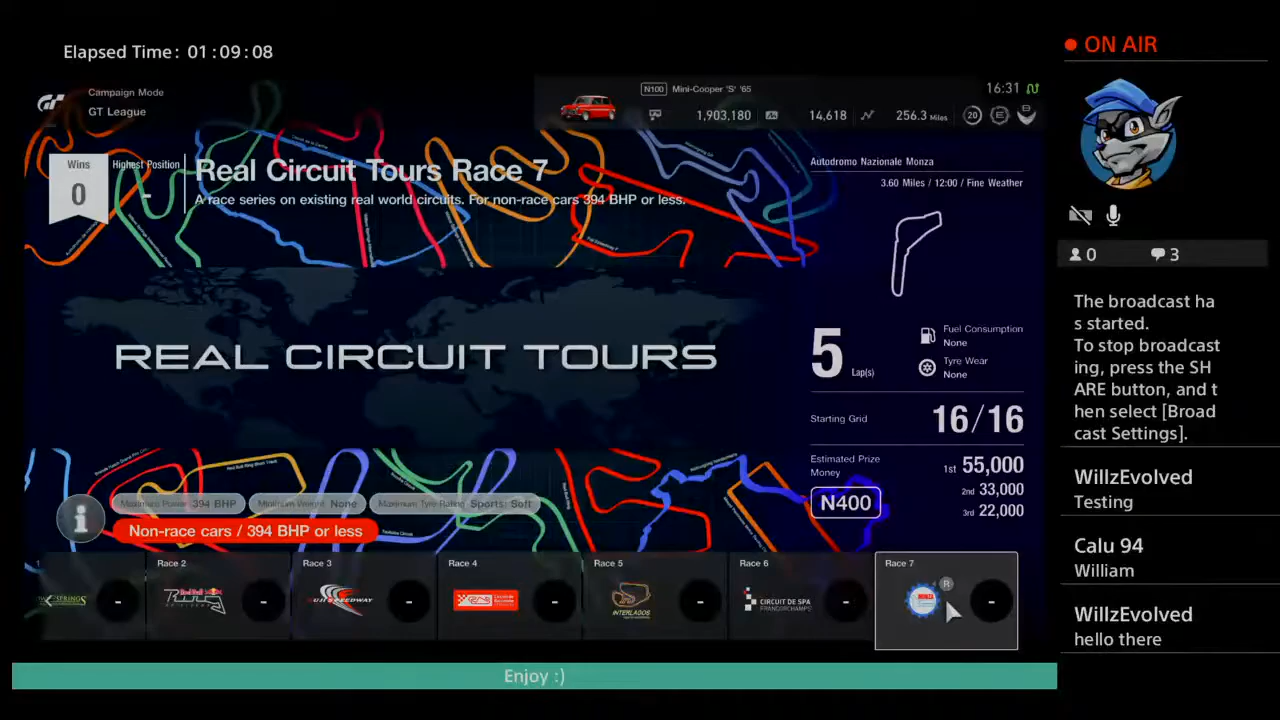 Elapsed Time: 01:09:08
ON AIR
Campaign Mode
GT League
N100 Mini-Cooper 'S' '65
16:31
1,903,180 14,618 256.3 Miles 20 E B
Wins
0
Highest Position
-
Real Circuit Tours Race 7
A race series on existing real world circuits. For non-race cars 394 BHP or less.
Autodromo Nazionale Monza
3.60 Miles / 12:00 / Fine Weather
REAL CIRCUIT TOURS
5 Lap(s)
Fuel Consumption
None
Tyre Wear
None
Starting Grid 16/16
Estimated Prize
Money
1st 55,000
2nd 33,000
3rd 22,000
N400
Maximum Power 394 BHP Minimum Weight None Maximum Tyre Rating Sports: Soft
Non-race cars / 394 BHP or less
Race 2
Race 3
Race 4
Race 5
INTERLAGOS
Race 6
CIRCUIT DE SPA
FRANCORCHAMPS
Race 7
MONZA
R
Enjoy :)
0 3
The broadcast ha
s started.
To stop broadcast
ing, press the SH
ARE button, and t
hen select [Broad
cast Settings].
WillzEvolved
Testing
Calu 94
William
WillzEvolved
hello there